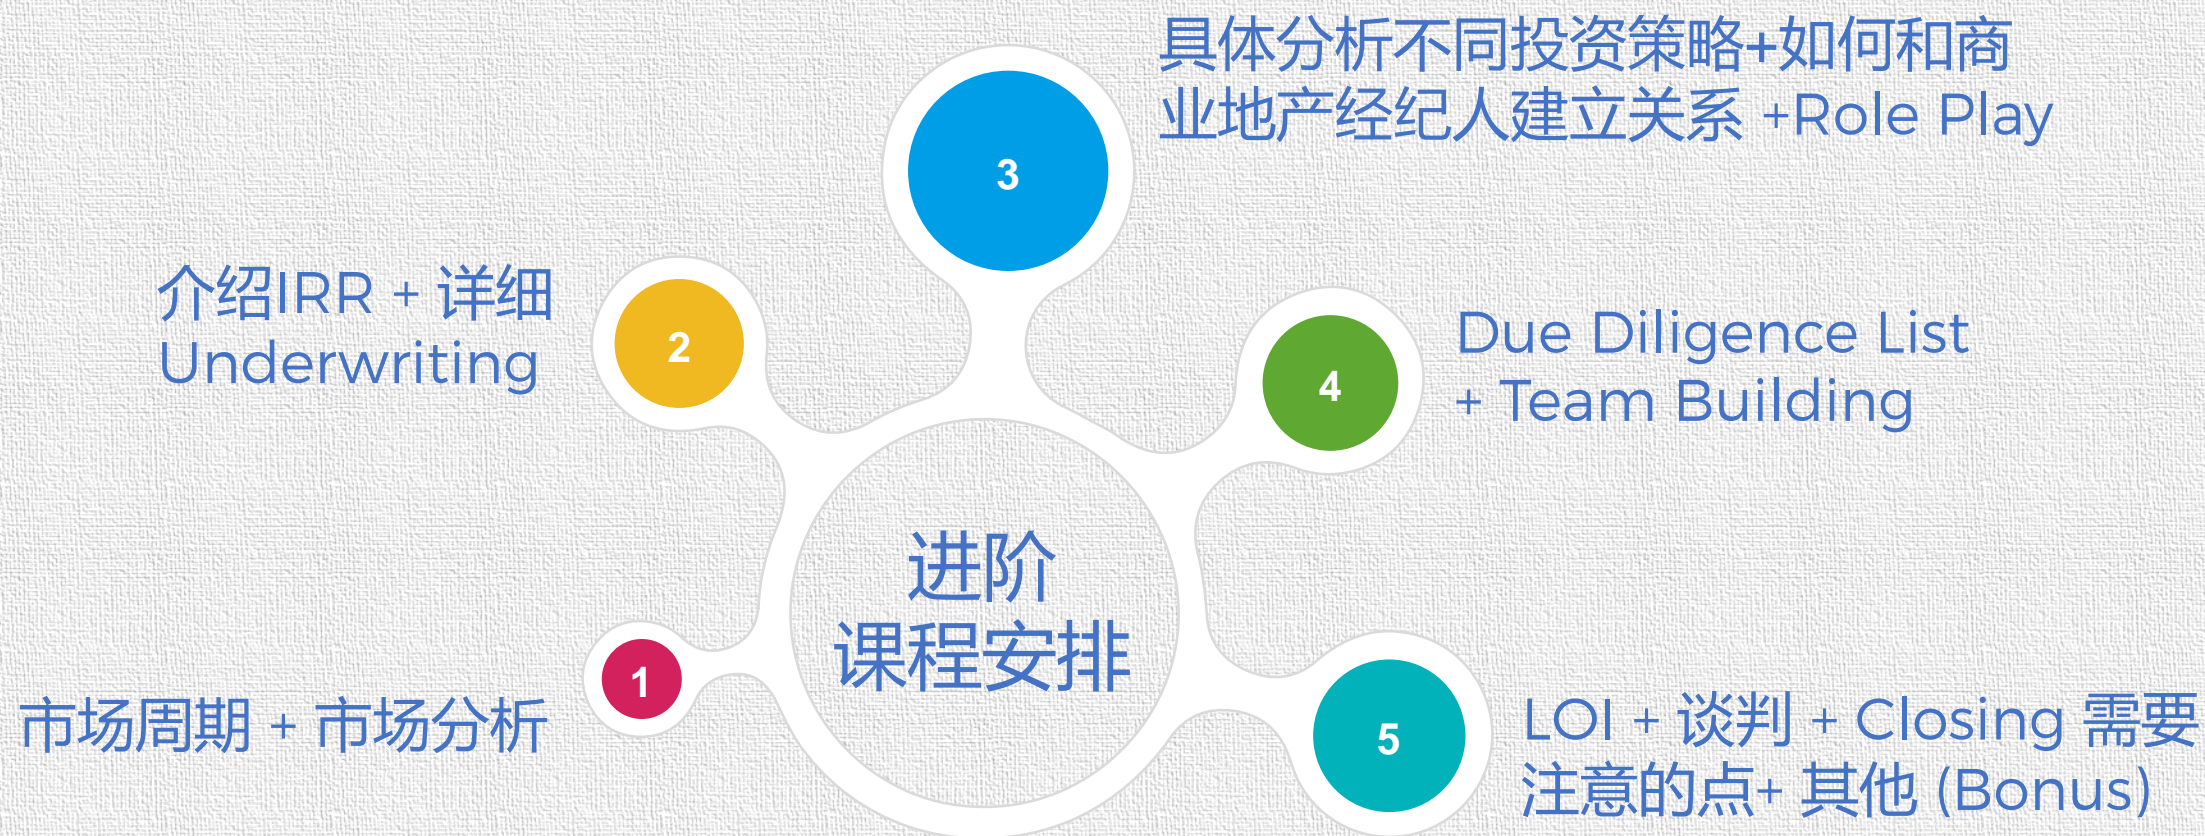 进阶
课程安排
1
市场周期 + 市场分析
2
介绍IRR + 详细
Underwriting
3
具体分析不同投资策略+如何和商
业地产经纪人建立关系 +Role Play
4
Due Diligence List
+ Team Building
5
LOI + 谈判 + Closing 需要
注意的点+ 其他 (Bonus)